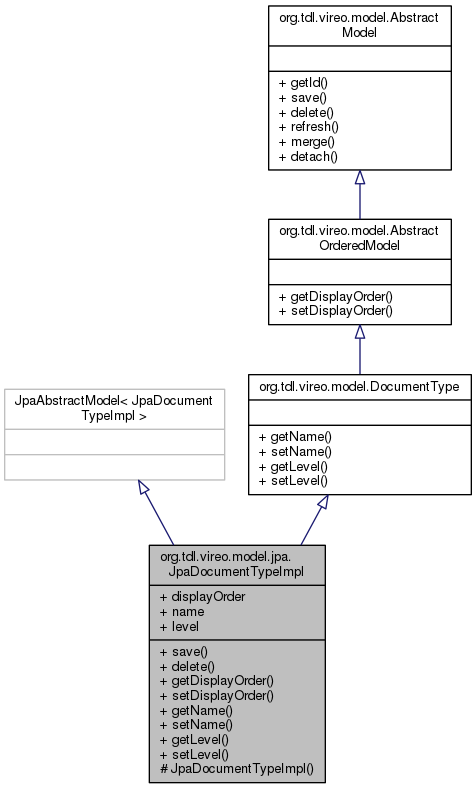 org.tdl.vireo.model.Abstract
Model
+ getId()
+ save()
+ delete()
+ refresh()
+ merge()
+ detach()
org.tdl.vireo.model.Abstract
OrderedModel
+ getDisplayOrder()
+ setDisplayOrder()
JpaAbstractModel< JpaDocument
TypeImpl >
org.tdl.vireo.model.DocumentType
+ getName()
+ setName()
+ getLevel()
+ setLevel()
org.tdl.vireo.model.jpa.
JpaDocumentTypeImpl
+ displayOrder
+ name
+ level
+ save()
+ delete()
+ getDisplayOrder()
+ setDisplayOrder()
+ getName()
+ setName()
+ getLevel()
+ setLevel()
# JpaDocumentTypeImpl()